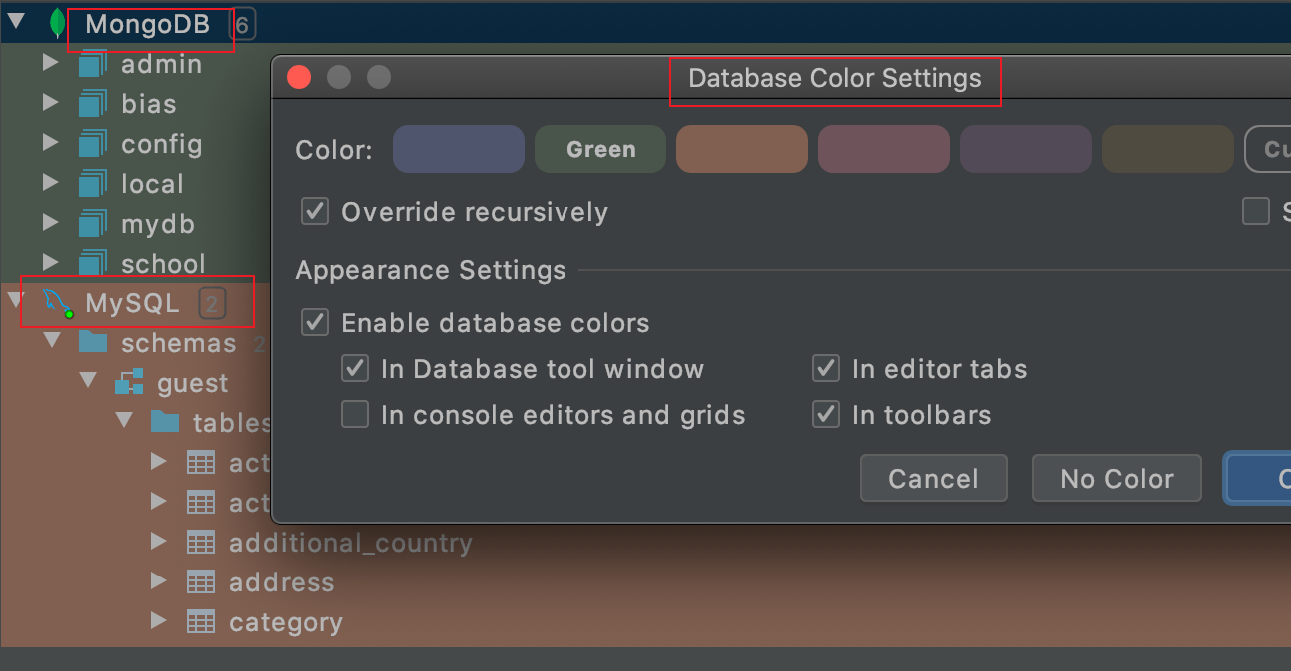 MongoDB 6
admin
bias
config
local
mydb
school
MySQL 2
schemas 2
guest
tables
act
act
additional_country
address
category
Database Color Settings
Color: Green Cu
Override recursively S
Appearance Settings
Enable database colors
In Database tool window In editor tabs
In console editors and grids In toolbars
Cancel No Color